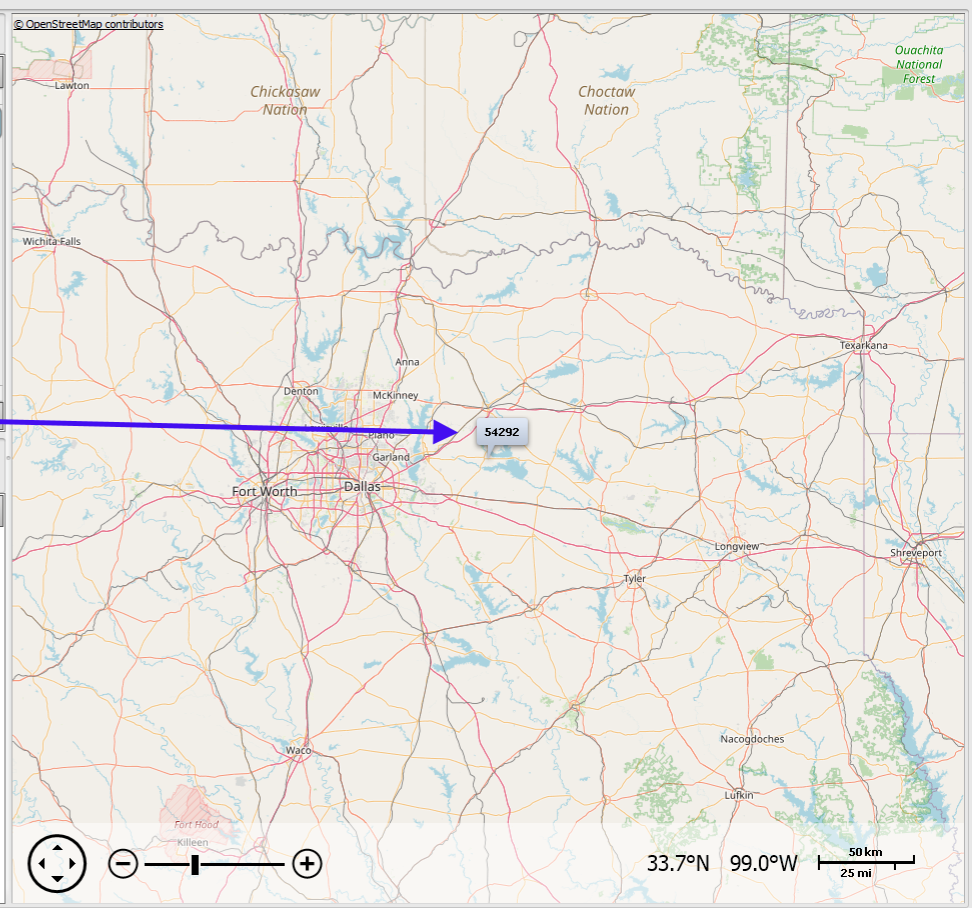 © OpenStreetMap contributors
Ouachita
National
Forest
Lawton
Chickasaw
Nation
Choctaw
Nation
Wichita Falls
Texarkana
Anna
Denton
McKinney
54292
Plano
Garland
Fort Worth
Dallas
Longview
Shreveport
Tyler
Waco
Nacogdoches
Lufkin
Fort Hood
Killeen
33.7°N 99.0°W
50 km
25 mi